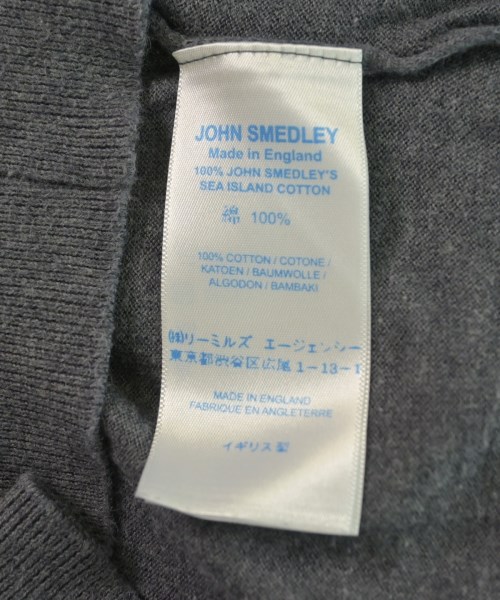 JOHN SMEDLEY
Made in England
100% JOHN SMEDLEY'S
SEA ISLAND COTTON
綿 100%
100% COTTON / COTONE /
KATOEN / BAUMWOLLE /
ALGODON / BAMBAKI
㈱リーミルズ エージェンシー
東京都渋谷区広尾1-13-1
MADE IN ENGLAND
FABRIQUE EN ANGLETERRE
イギリス製